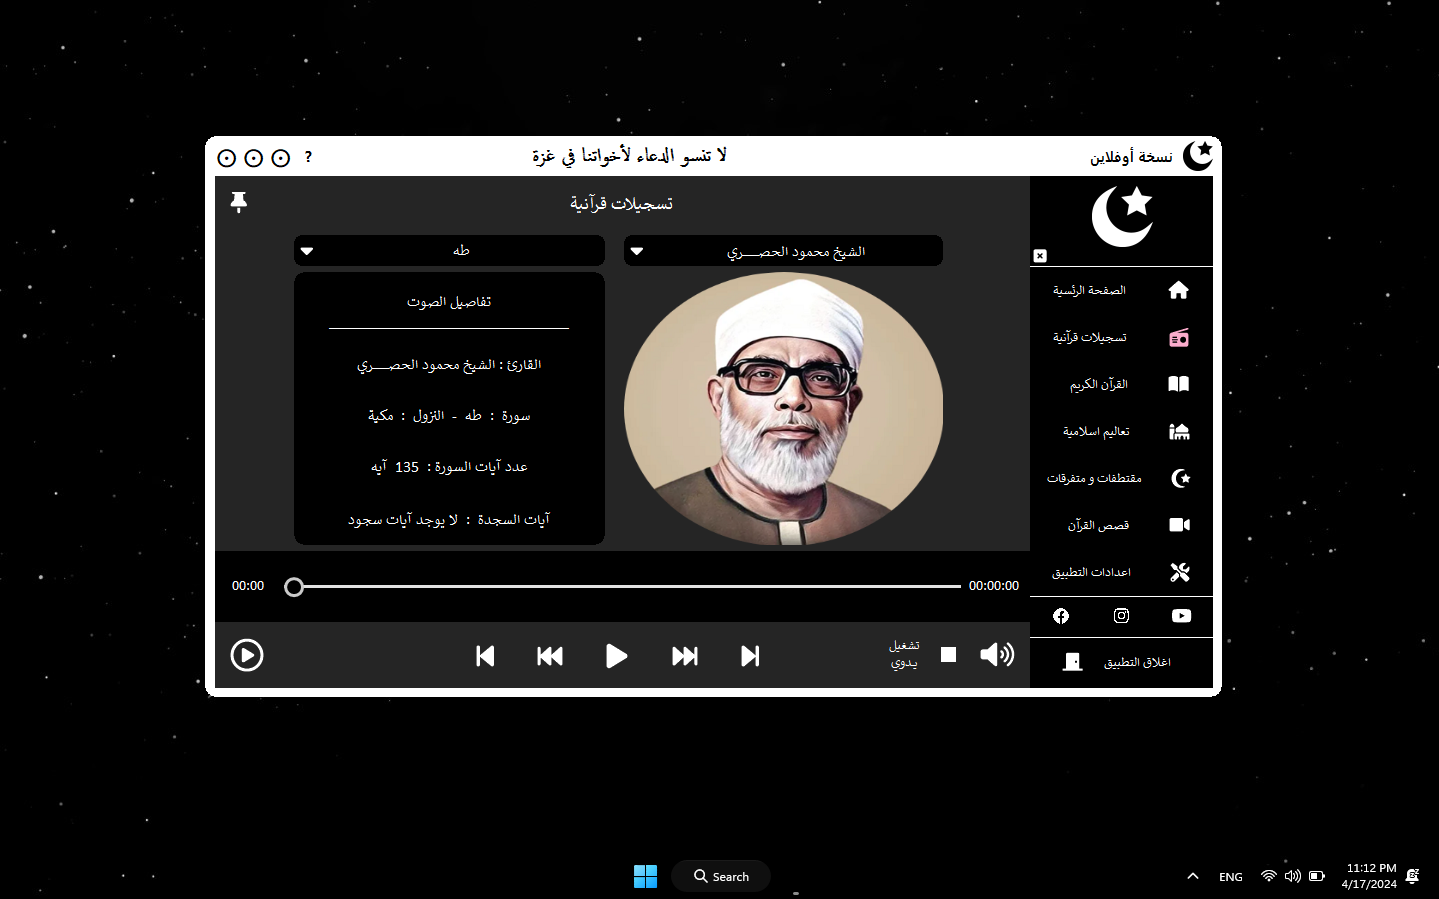 نسخة أوفلاين
لا تنسو الدعاء لأخواتنا في غزة
?
تسجيلات قرآنية
الشيخ محمود الحصـــري
طه
تفاصيل الصوت
القارئ : الشيخ محمود الحصـــري
سورة : طه - النزول : مكية
عدد آيات السورة : 135 آيه
آيات السجدة : لا يوجد آيات سجود
الصفحة الرئسية
تسجيلات قرآنية
القرآن الكريم
تعاليم اسلامية
مقتطفات و متفرقات
قصص القرآن
اعدادات التطبيق
اغلاق التطبيق
00:00
00:00:00
تشغيل
يدوي
Search
ENG
11:12 PM
4/17/2024